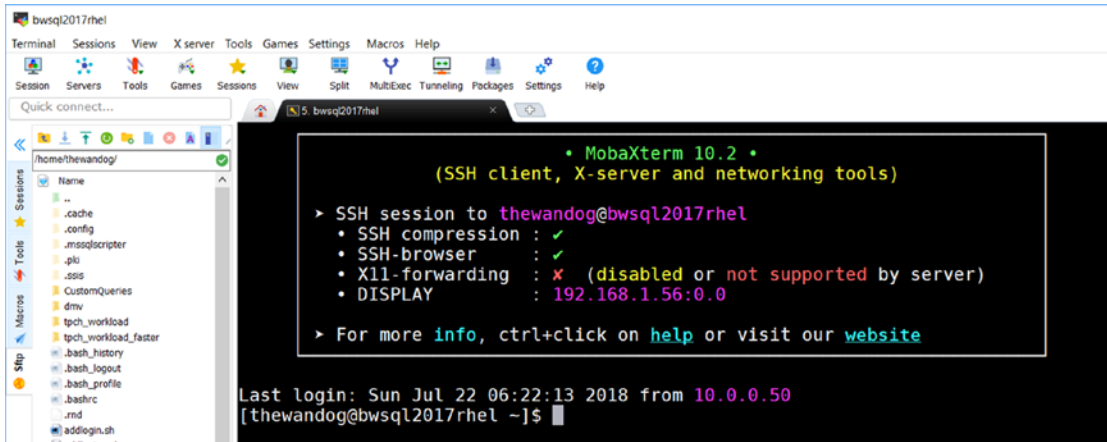 bwsql2017rhel
Terminal Sessions View X server Tools Games Settings Macros Help
Session Servers Tools Games Sessions View Split MultiExec Tunneling Packages Settings Help
Quick connect...
5. bwsql2017rhel
/home/thewandog/
Name
..
.cache
.config
.mssqlscripter
.pki
.ssis
CustomQueries
dmv
tpch_workload
tpch_workload_faster
.bash_history
.bash_logout
.bash_profile
.bashrc
.rnd
addlogin.sh
Sessions
Tools
Macros
Sftp
• MobaXterm 10.2 •
(SSH client, X-server and networking tools)
➤ SSH session to thewandog@bwsql2017rhel
• SSH compression : ✔
• SSH-browser : ✔
• X11-forwarding : ✘ (disabled or not supported by server)
• DISPLAY : 192.168.1.56:0.0
➤ For more info, ctrl+click on help or visit our website
Last login: Sun Jul 22 06:22:13 2018 from 10.0.0.50
[thewandog@bwsql2017rhel ~]$